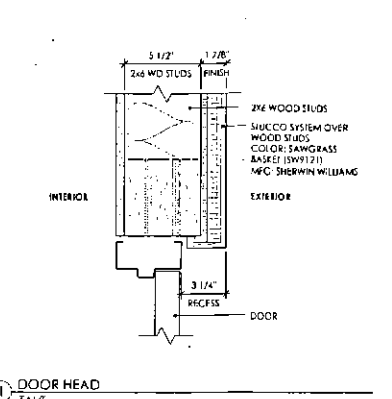 5 1/2" 1 7/8"
2x6 WD STUDS FINISH
2X6 WOOD STUDS
STUCCO SYSTEM OVER
WOOD STUDS
COLOR: SAWGRASS
BASKET (SW9121)
MFG: SHERWIN WILLIAMS
INTERIOR EXTERIOR
3 1/4"
RECESS
DOOR
DOOR HEAD